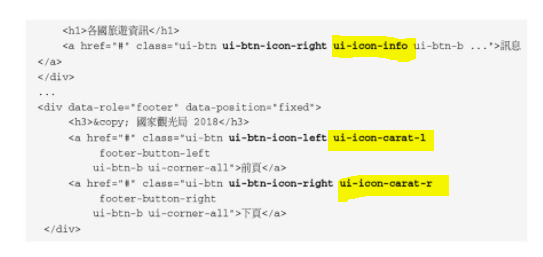 <h1>各國旅遊資訊</h1>
<a href="#" class="ui-btn ui-btn-icon-right ui-icon-info ui-btn-b ...">訊息
</a>
</div>
...
<div data-role="footer" data-position="fixed">
<h3>&copy; 國家觀光局 2018</h3>
<a href="#" class="ui-btn ui-btn-icon-left ui-icon-carat-l
footer-button-left
ui-btn-b ui-corner-all">前頁</a>
<a href="#" class="ui-btn ui-btn-icon-right ui-icon-carat-r
footer-button-right
ui-btn-b ui-corner-all">下頁</a>
</div>